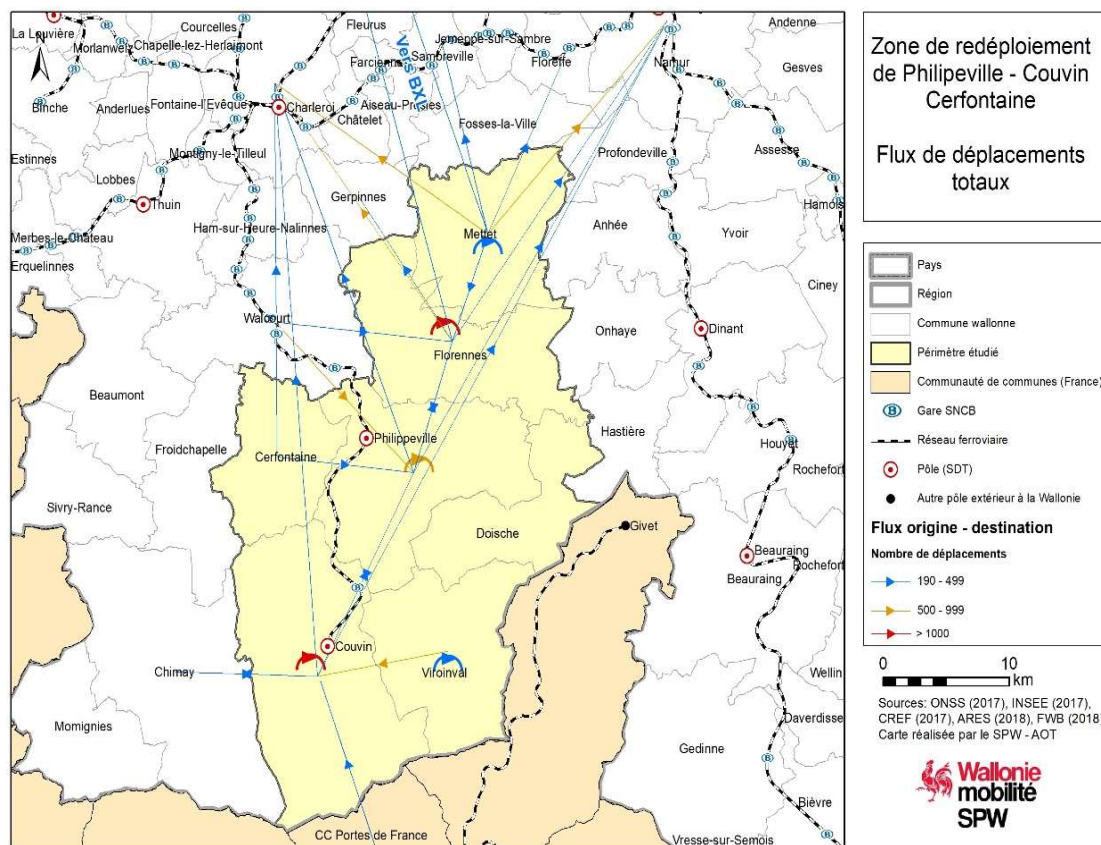 Zone de redéploiement
de Philipeville - Couvin
Cerfontaine
Flux de déplacements
totaux
Pays
Région
Commune wallonne
Périmètre étudié
Communauté de communes (France)
B Gare SNCB
Réseau ferroviaire
Pôle (SDT)
Autre pôle extérieur à la Wallonie
Flux origine - destination
Nombre de déplacements
190 - 499
500 - 999
> 1000
0 10
km
Sources: ONSS (2017), INSEE (2017),
CREF (2017), ARES (2018), FWB (2018)
Carte réalisée par le SPW - AOT
Wallonie
mobilité
SPW
N
La Louvière
Courcelles
Fleurus
Jemeppe-sur-Sambre
Andenne
Morlanwelz
Chapelle-lez-Herlaimont
Sambreville
Farciennes
Floreffe
Namur
Gesves
Vers BXL
Binche
Anderlues
Fontaine-l'Evêque
Charleroi
Aiseau-Presles
Châtelet
Fosses-la-Ville
Estinnes
Montigny-le-Tilleul
Profondeville
Assesse
Lobbes
Thuin
Gerpinnes
Hamois
Merbes-le-Château
Ham-sur-Heure-Nalinnes
Mettet
Anhée
Yvoir
Erquelinnes
Ciney
Walcourt
Onhaye
Dinant
Florennes
Beaumont
Philippeville
Hastière
Froidchapelle
Cerfontaine
Houyet
Rochefort
Sivry-Rance
Doische
Givet
Beauraing
Rochefort
Beauraing
Couvin
Chimay
Viroinval
Wellin
Momignies
Daverdisse
Gedinne
Bièvre
CC Portes de France
Vresse-sur-Semois